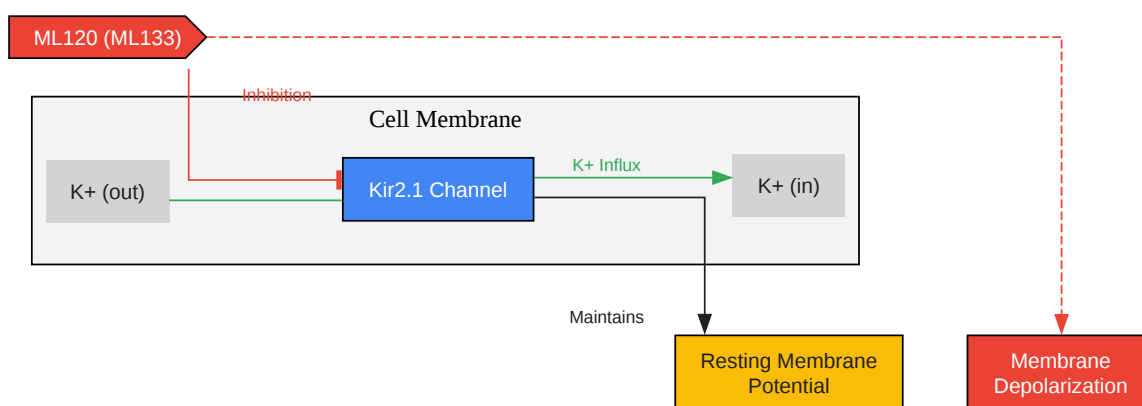 ML120 (ML133)
Inhibition
Cell Membrane
K+ (out)
Kir2.1 Channel
K+ Influx
K+ (in)
Maintains
Resting Membrane
Potential
Membrane
Depolarization